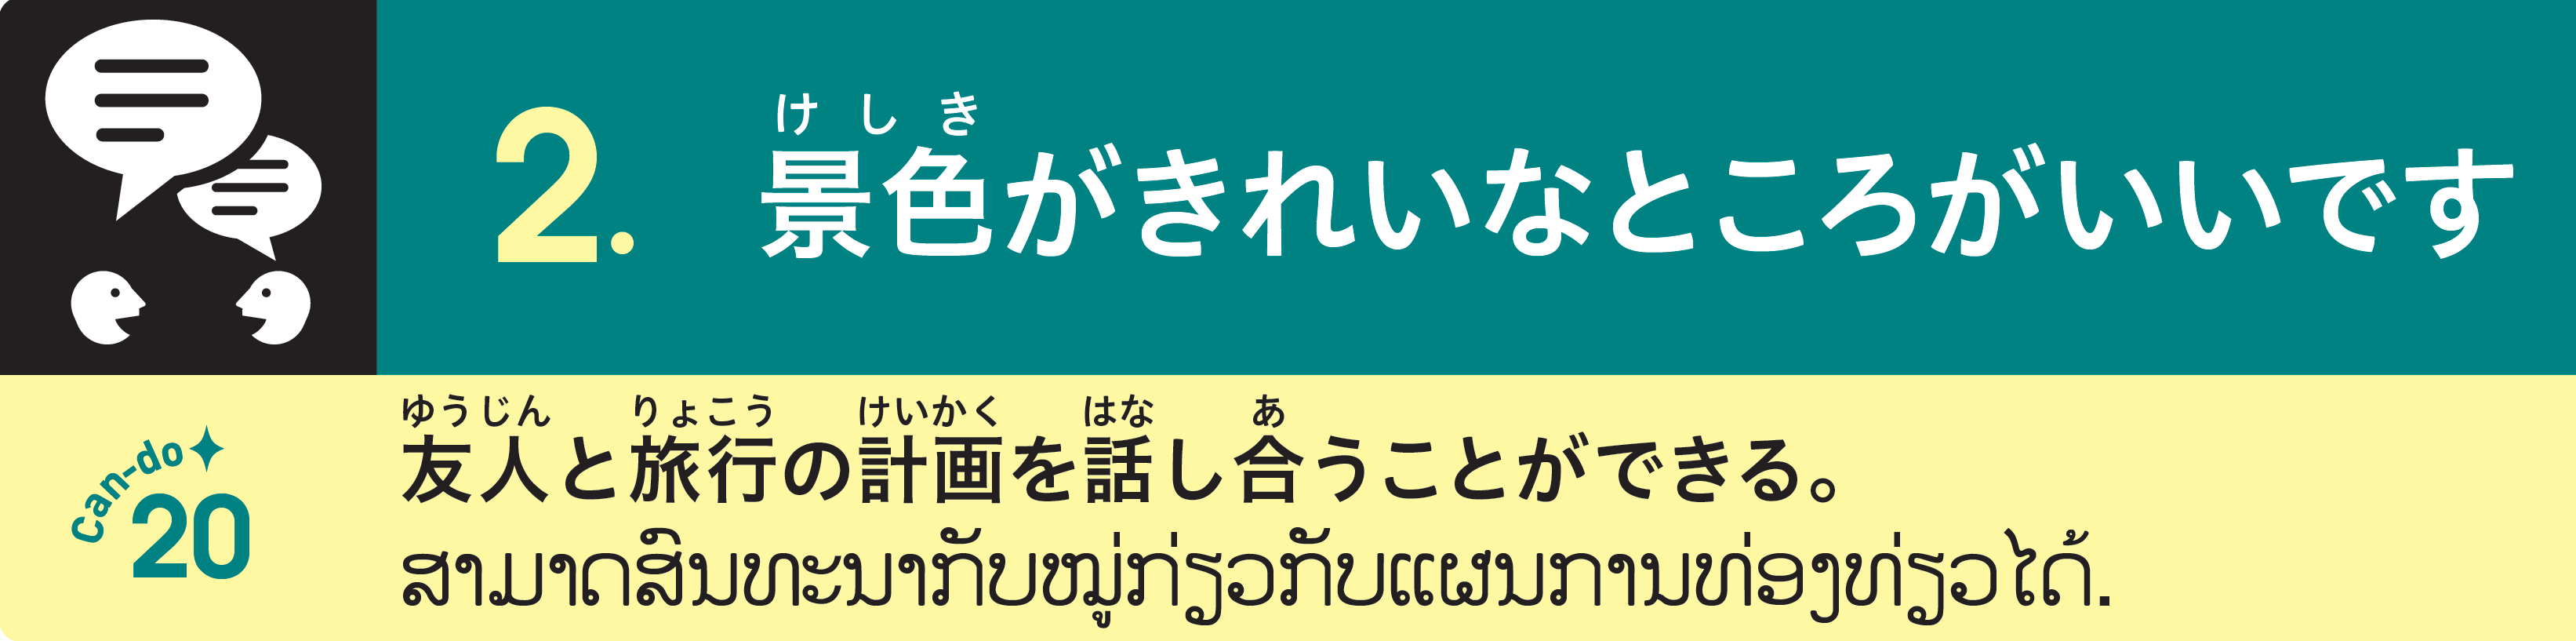 けしき
2. 景色がきれいなところがいいです
Can-do
20
ゆうじん りょこう けいかく はな あ
友人と旅行の計画を話し合うことができる。
ສາມາດສົນທະນາກັບໝູ່ກ່ຽວກັບແຜນການທ່ອງທ່ຽວໄດ້.